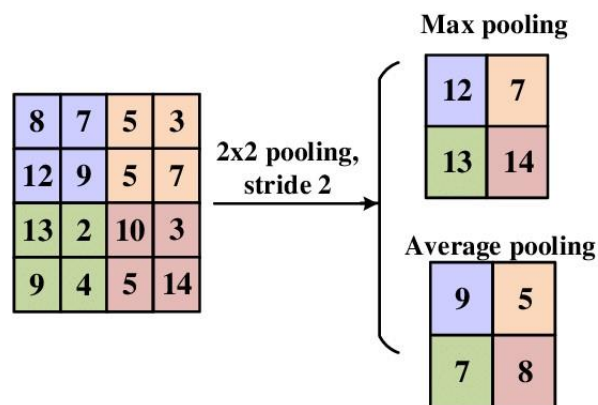 Max pooling
12 7
13 14
8 7 5 3
12 9 5 7
13 2 10 3
9 4 5 14
2x2 pooling,
stride 2
Average pooling
9 5
7 8